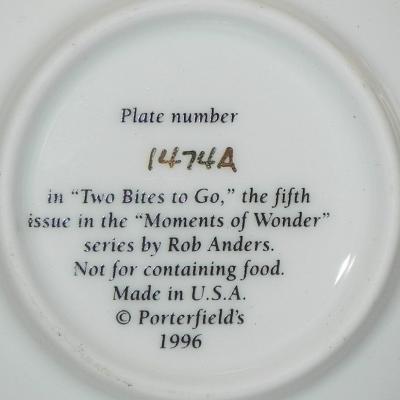 Plate number
1474A
in "Two Bites to Go," the fifth
issue in the "Moments of Wonder"
series by Rob Anders.
Not for containing food.
Made in U.S.A.
© Porterfield's
1996